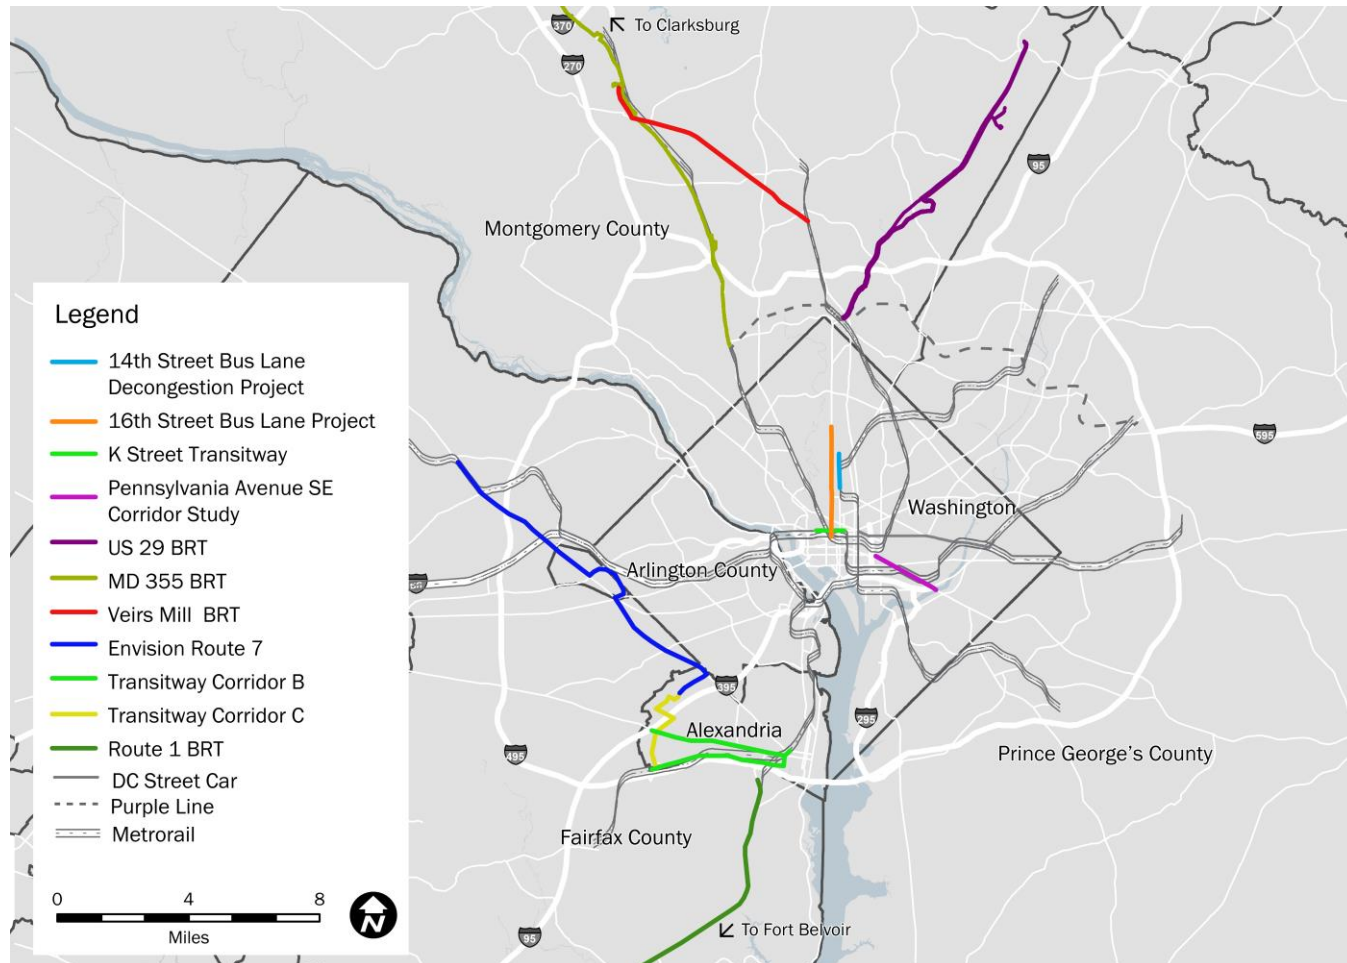 370
To Clarksburg
270
95
Montgomery County
Legend
14th Street Bus Lane
Decongestion Project
16th Street Bus Lane Project
K Street Transitway
Pennsylvania Avenue SE
Corridor Study
US 29 BRT
MD 355 BRT
Veirs Mill BRT
Envision Route 7
Transitway Corridor B
Transitway Corridor C
Route 1 BRT
DC Street Car
Purple Line
Metrorail
0 4 8
Miles
N
595
Washington
Arlington County
395
295
Alexandria
495
Prince George's County
Fairfax County
To Fort Belvoir
95